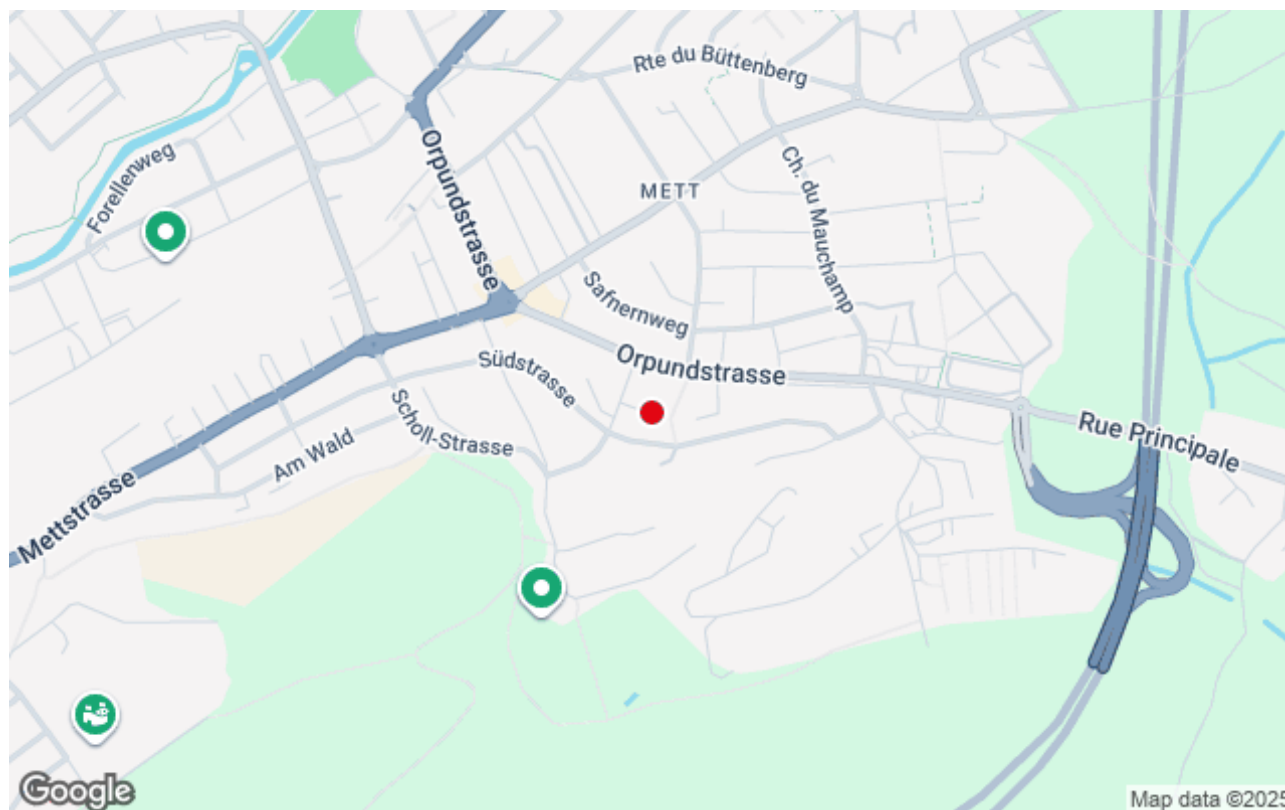 Rte du Büttenberg
Orpundstrasse
Forellenweg
METT
Ch. du Mauchamp
Safnernweg
Orpundstrasse
Südstrasse
Scholl-Strasse
Am Wald
Rue Principale
Mettstrasse
Google
Map data ©2025